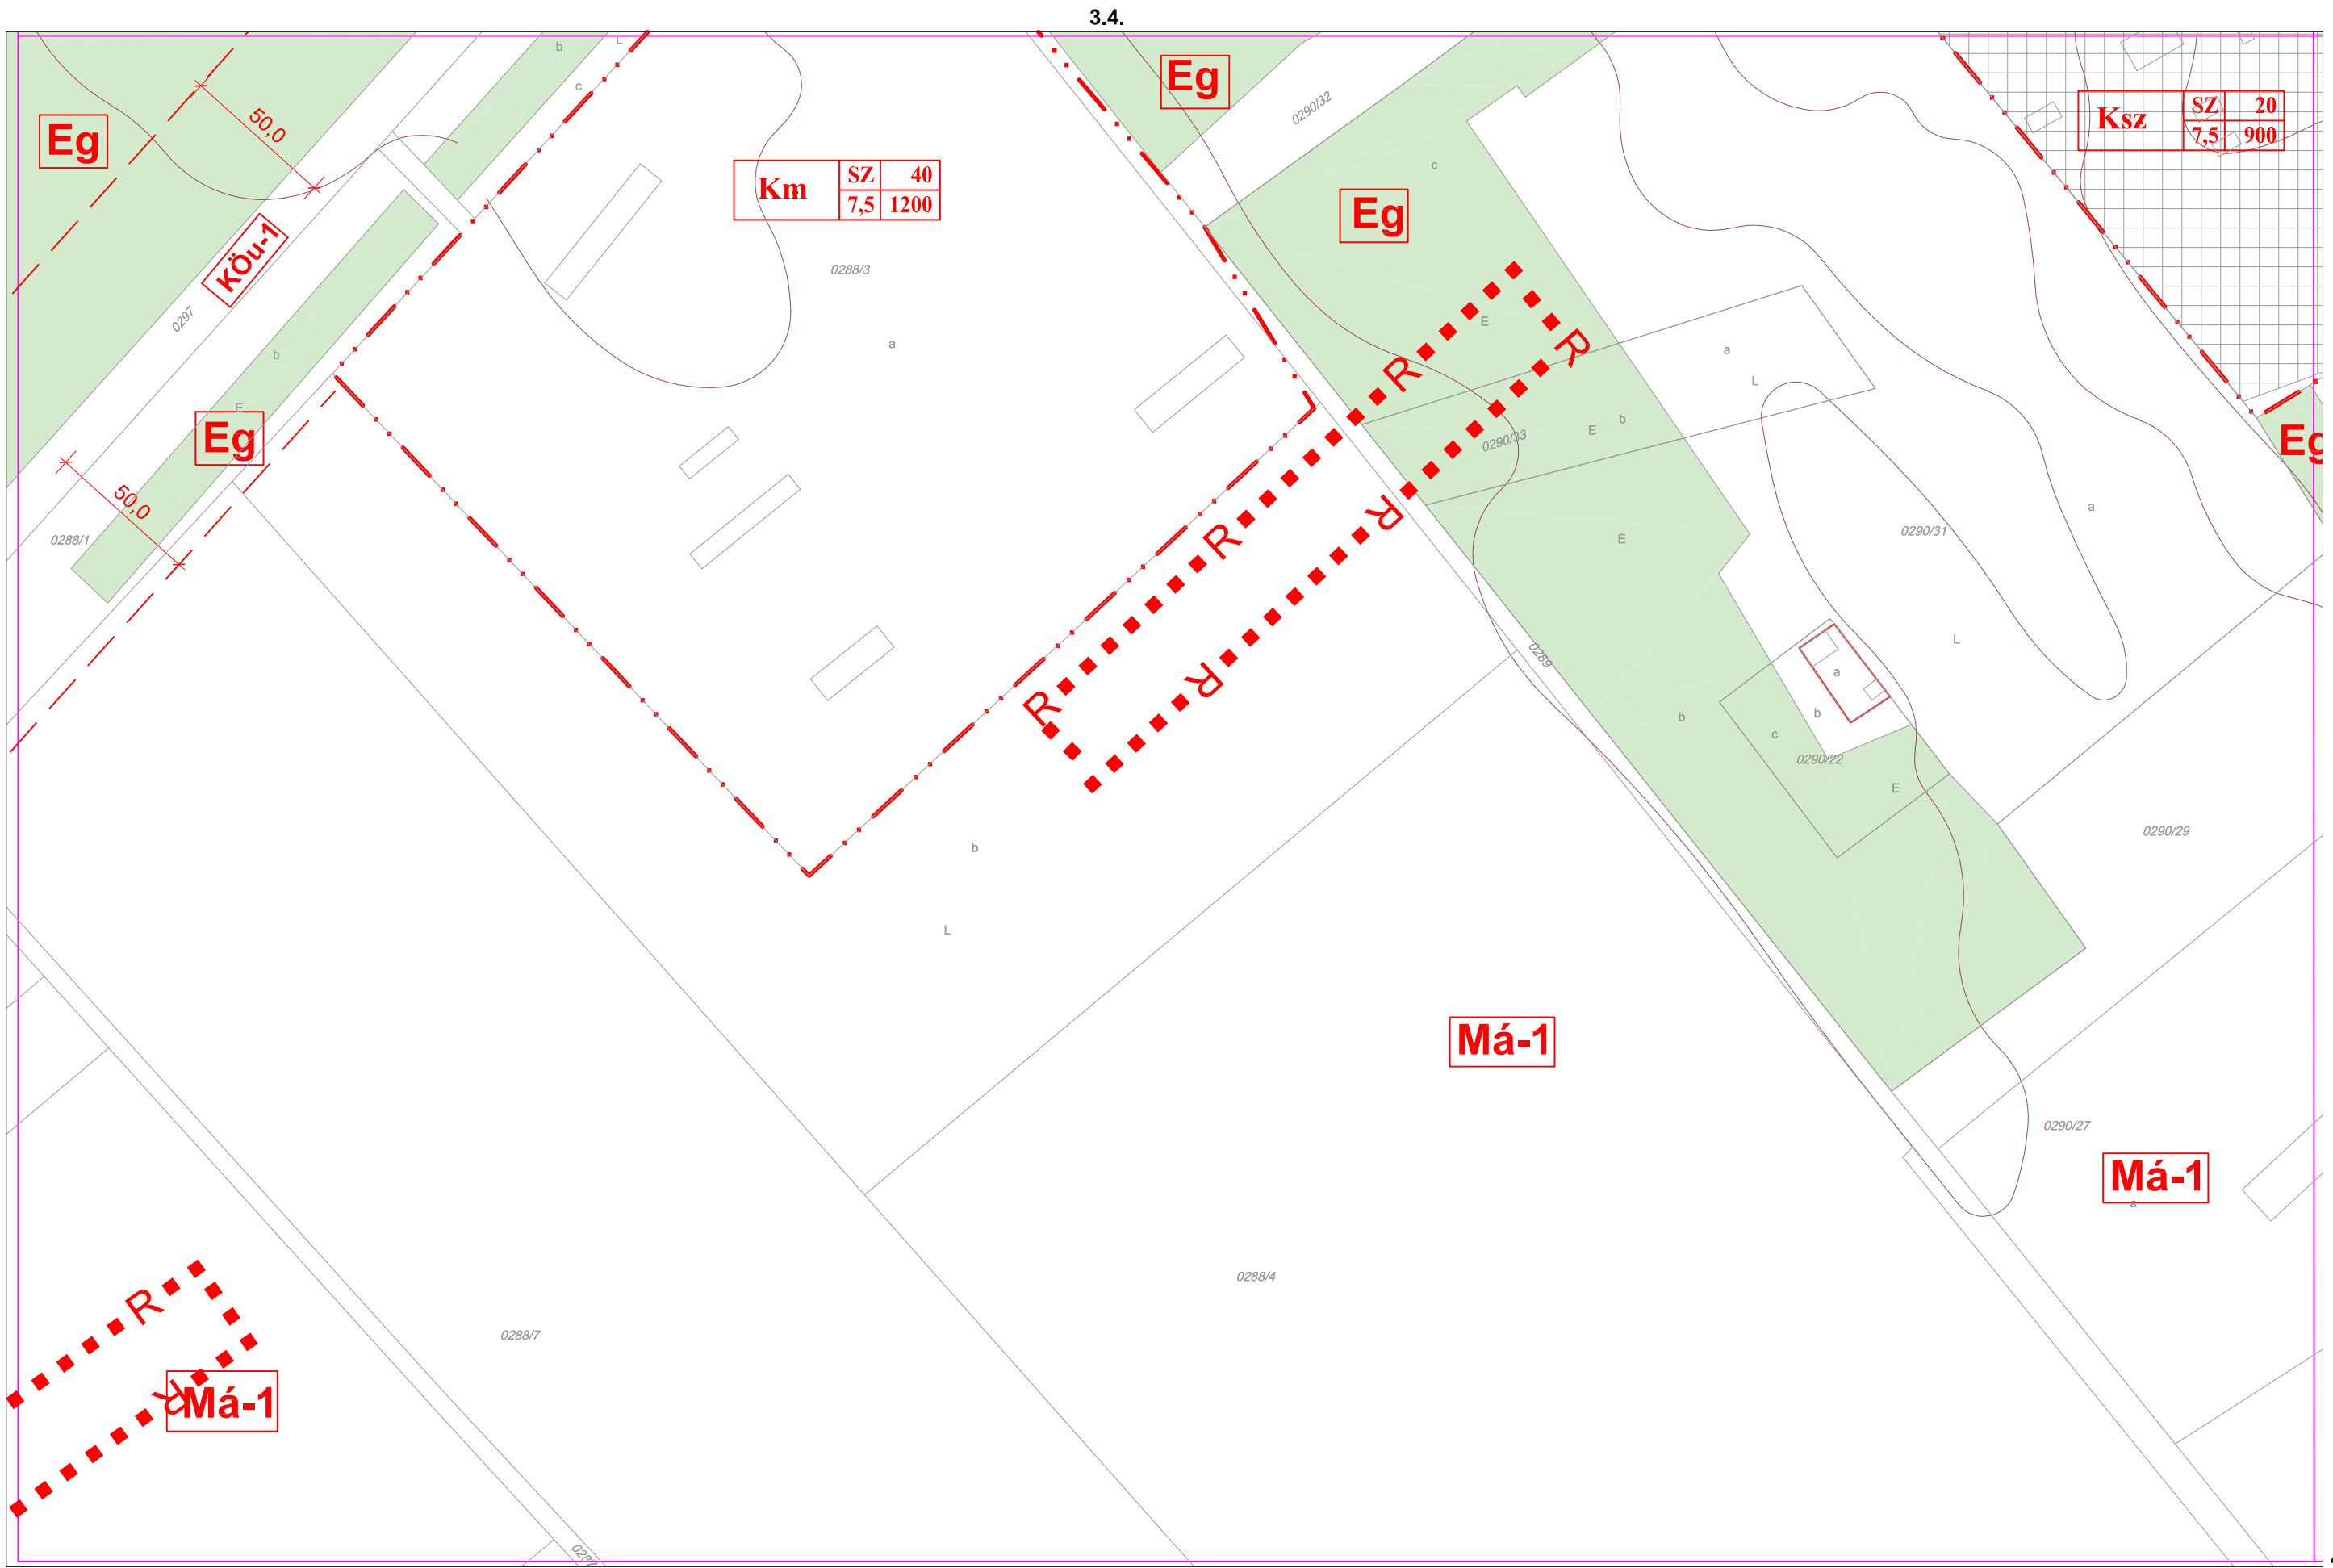 3.4.
b
L
c
Eg
Eg
50,0
0290/32
Ksz
SZ 20
7,5 900
Km
SZ 40
7,5 1200
c
Eg
KÖu-1
0288/3
0297
b
a
E
R
R
a
L
E
Eg
b
E
0290/33
Eg
50,0
0288/1
R
R
a
0290/31
E
L
0289
R
R
a
b
b
c
0290/22
E
0290/29
b
L
Má-1
0290/27
Má-1
a
0288/4
R
0288/7
R
Má-1